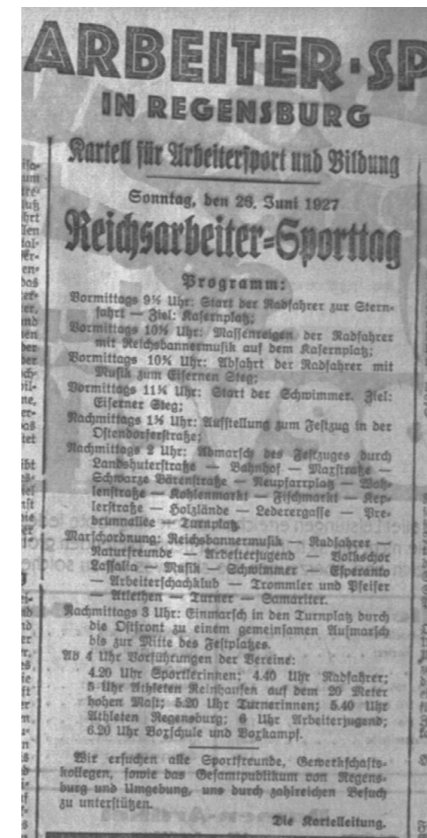 ARBEITER-SP
IN REGENSBURG
Kartell für Arbeitersport und Bildung
Sonntag, den 26. Juni 1927
Reichsarbeiter-Sporttag
Programm:
Vormittags 9½ Uhr: Start der Radfahrer zur Stern-
fahrt — Ziel: Kasernplatz;
Vormittags 10¼ Uhr: Massenreigen der Radfahrer
mit Reichsbannermusik auf dem Kasernplatz;
Vormittags 10¾ Uhr: Abfahrt der Radfahrer mit
Musik zum Eisernen Steg;
Vormittags 11¼ Uhr: Start der Schwimmer. Ziel:
Eiserner Steg;
Nachmittags 1½ Uhr: Aufstellung zum Festzug in der
Ostendorferstraße;
Nachmittags 2 Uhr: Abmarsch des Festzuges durch
Landshuterstraße — Bahnhof — Maxstraße —
Schwarze Bärenstraße — Neupfarrplatz — Wal-
lenstraße — Kohlenmarkt — Fischmarkt — Kep-
lerstraße — Holzlände — Lederergasse — Pre-
brunnallee — Turnplatz.
Marschordnung: Reichsbannermusik — Radfahrer —
Naturfreunde — Arbeiterjugend — Volkschor
Lassallia — Musik — Schwimmer — Esperanto
— Arbeiterschachklub — Trommler und Pfeifer
— Athleten — Turner — Samariter.
Nachmittags 3 Uhr: Einmarsch in den Turnplatz durch
die Ostfront zu einem gemeinsamen Aufmarsch
bis zur Mitte des Festplatzes.
Ab 4 Uhr Vorführungen der Vereine:
4.20 Uhr Sportlerinnen; 4.40 Uhr Radfahrer;
5 Uhr Athleten Reinhausen auf dem 20 Meter
hohen Mast; 5.20 Uhr Turnerinnen; 5.40 Uhr
Athleten Regensburg; 6 Uhr Arbeiterjugend;
6.20 Uhr Boxschule und Boxkampf.
Wir ersuchen alle Sportfreunde, Gewerkschafts-
kollegen, sowie das Gesamtpublikum von Regens-
burg und Umgebung, uns durch zahlreichen Besuch
zu unterstützen.
Die Kartelleitung.